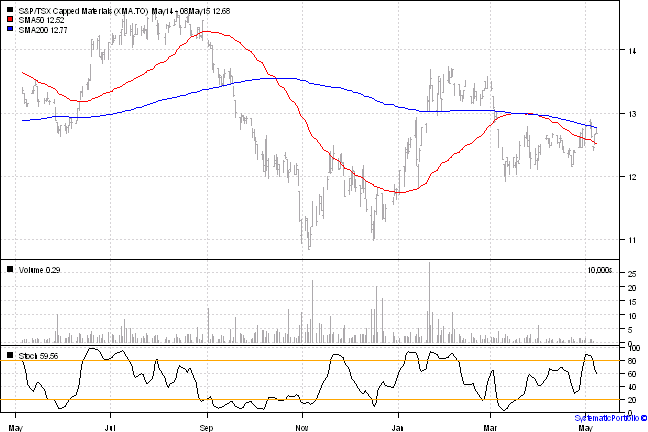 S&P/TSX Capped Materials (XMA.TO) May14 - 08May15 12.68
SMA50 12.52
SMA200 12.77
14
13
12
11
Volume 0.29
10,000s
25
20
15
10
5
0
Stoch 59.56
100
80
60
40
20
0
May Jul Sep Nov Jan Mar May
SystematicPortfolio ©